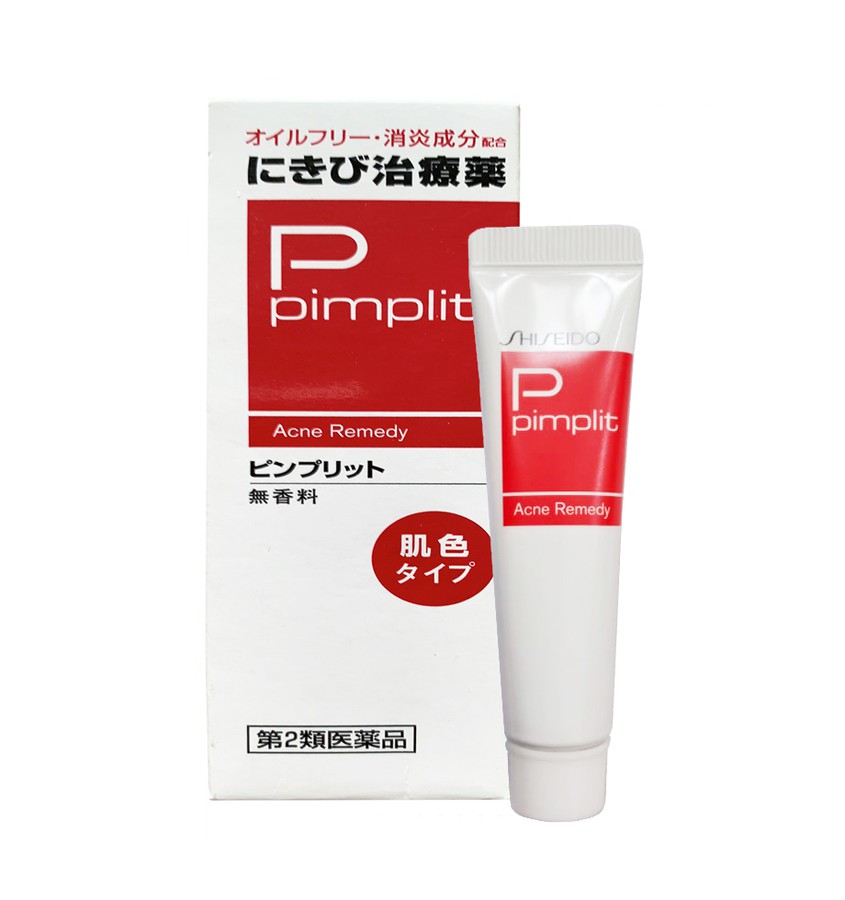 オイルフリー・消炎成分配合
にきび治療薬
P
pimplit
Acne Remedy
ピンプリット
無香料
肌色
タイプ
第2類医薬品
SHISEIDO
P
pimplit
Acne Remedy